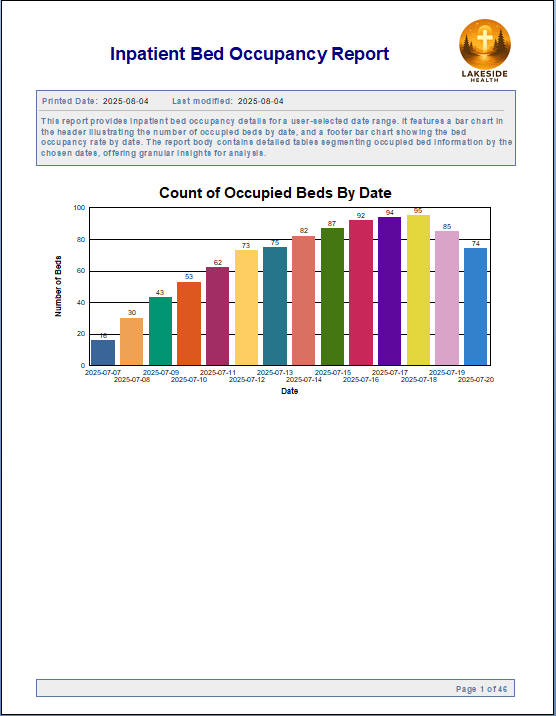 Inpatient Bed Occupancy Report
LAKESIDE
HEALTH
Printed Date: 2025-08-04 Last modified: 2025-08-04
This report provides inpatient bed occupancy details for a user-selected date range. It features a bar chart in
the header illustrating the number of occupied beds by date, and a footer bar chart showing the bed
occupancy rate by date. The report body contains detailed tables segmenting occupied bed information by the
chosen dates, offering granular insights for analysis.
Count of Occupied Beds By Date
Number of Beds
100
80
60
40
20
0
16
30
43
53
62
73
75
82
87
92
94
95
85
74
2025-07-07
2025-07-08
2025-07-09
2025-07-10
2025-07-11
2025-07-12
2025-07-13
2025-07-14
2025-07-15
2025-07-16
2025-07-17
2025-07-18
2025-07-19
2025-07-20
Date
Page 1 of 46